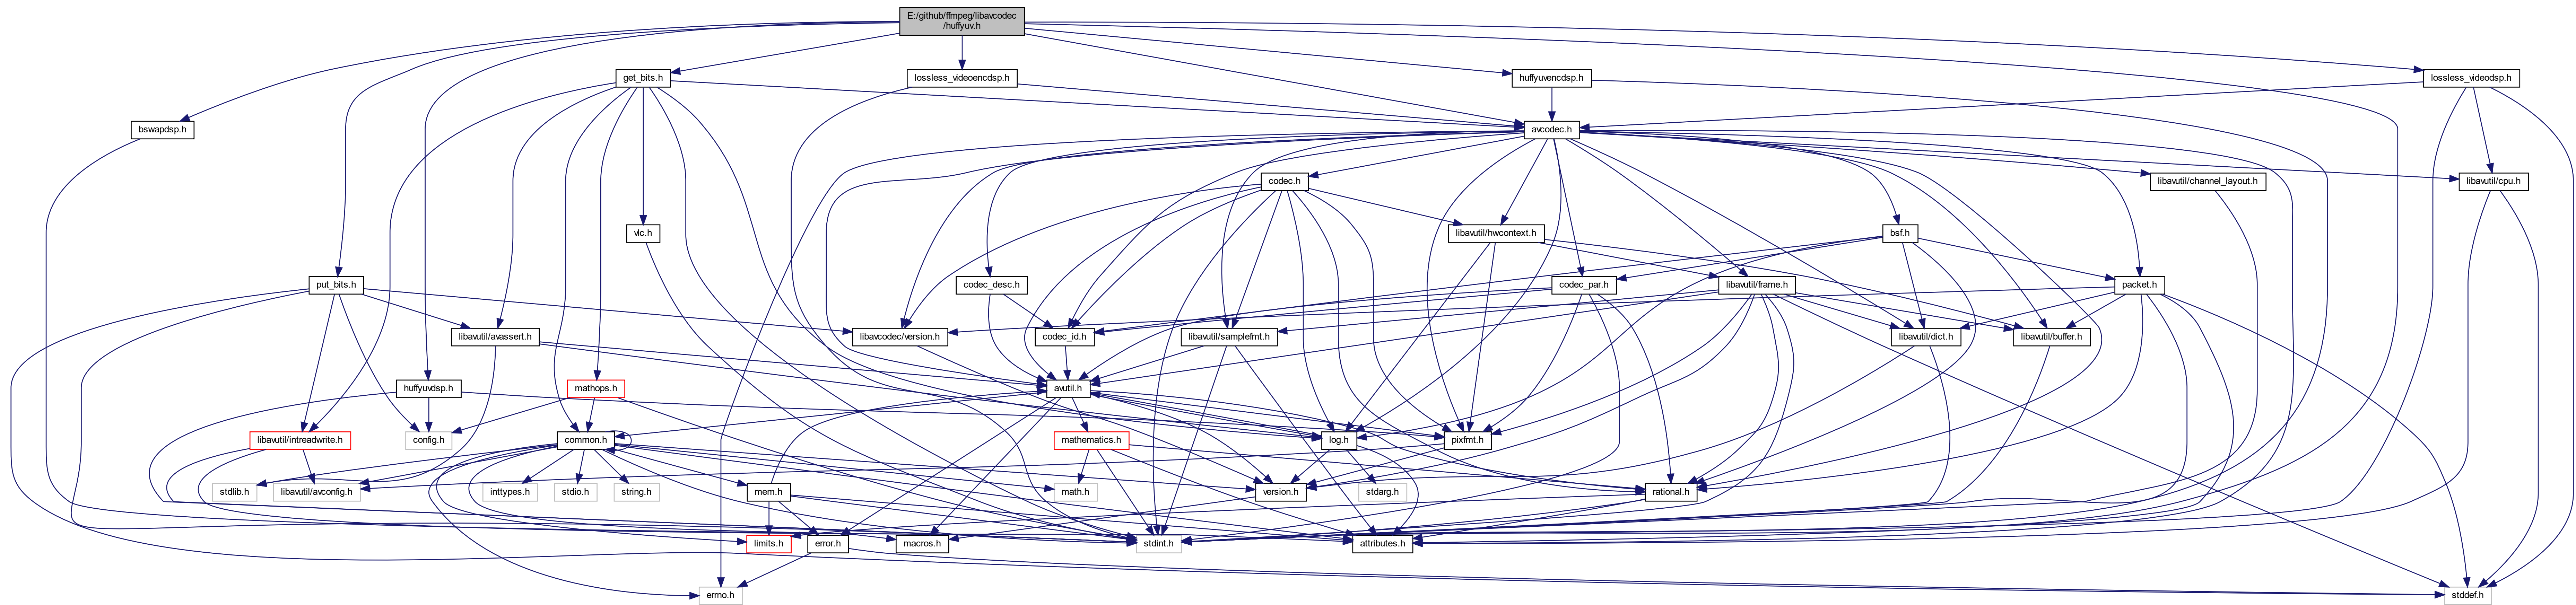 E:/github/ffmpeg/libavcodec
/huffyuv.h
get_bits.h
lossless_videoencdsp.h
huffyuvencdsp.h
lossless_videodsp.h
bswapdsp.h
avcodec.h
codec.h
libavutil/channel_layout.h
libavutil/cpu.h
vlc.h
libavutil/hwcontext.h
bsf.h
put_bits.h
codec_desc.h
codec_par.h
libavutil/frame.h
packet.h
libavutil/avassert.h
libavcodec/version.h
codec_id.h
libavutil/samplefmt.h
libavutil/dict.h
libavutil/buffer.h
huffyuvdsp.h
mathops.h
avutil.h
libavutil/intreadwrite.h
config.h
common.h
mathematics.h
log.h
pixfmt.h
stdlib.h
libavutil/avconfig.h
inttypes.h
stdio.h
string.h
mem.h
math.h
version.h
stdarg.h
rational.h
limits.h
error.h
macros.h
stdint.h
attributes.h
errno.h
stddef.h